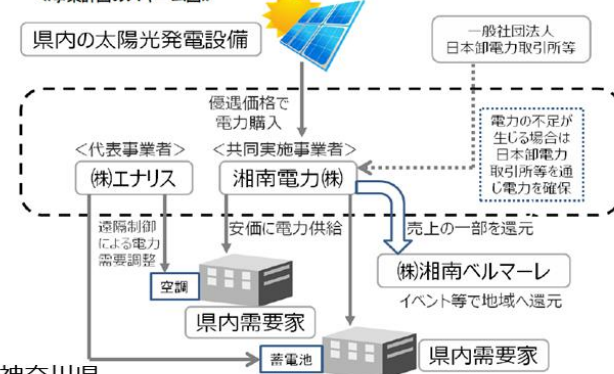 県内の太陽光発電設備
一般社団法人
日本卸電力取引所等
優遇価格で
電力購入
電力の不足が
生じる場合は
日本卸電力
取引所等を通
じ電力を確保
<代表事業者>
<共同実施事業者>
㈱エナリス
湘南電力㈱
遠隔制御
による電力
需要調整
安価に電力供給
売上の一部を還元
空調
㈱湘南ベルマーレ
イベント等で地域へ還元
県内需要家
蓄電池
県内需要家
神奈川県